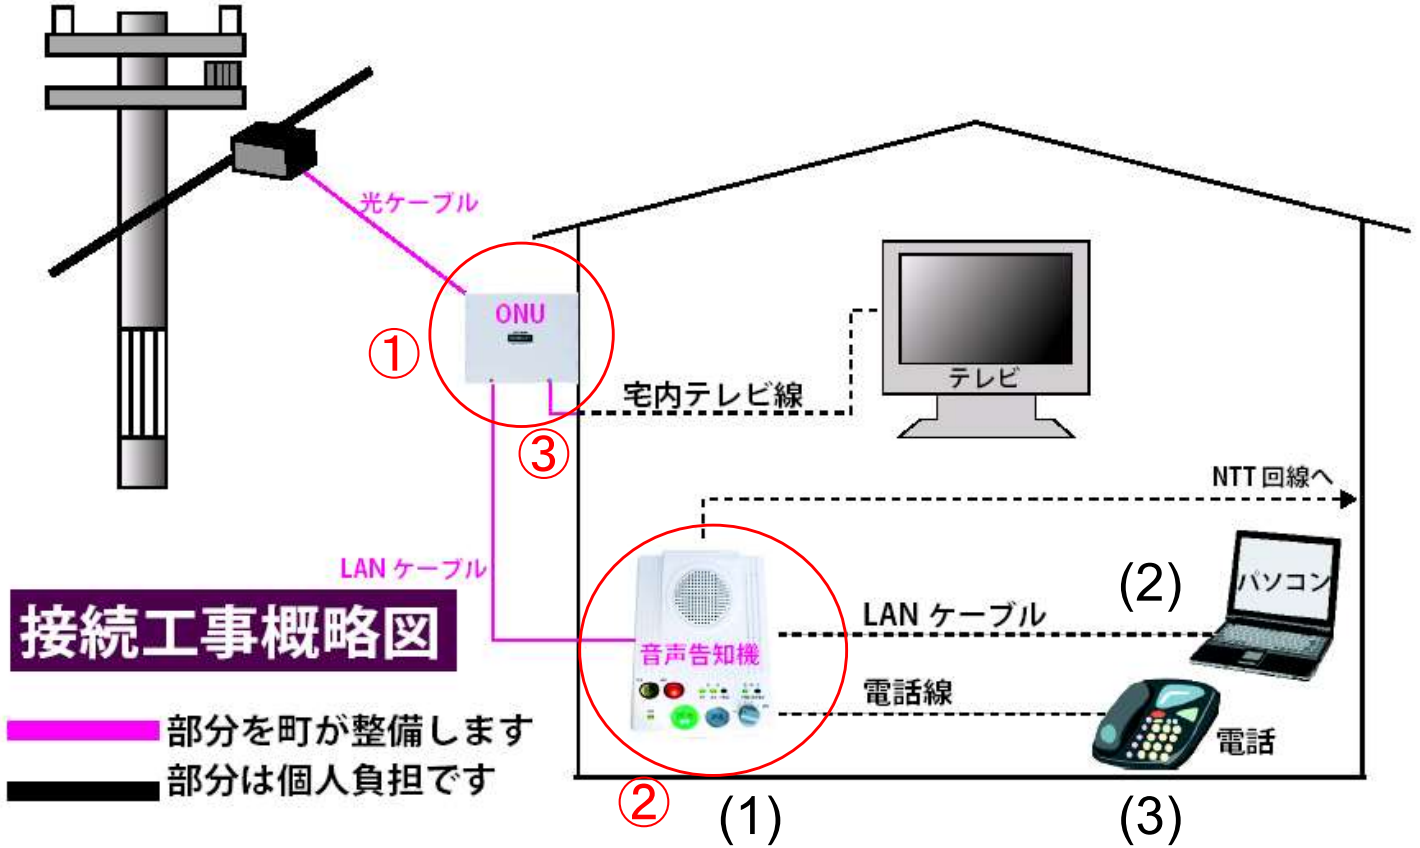 光ケーブル
ONU
①
テレビ
宅内テレビ線
③
NTT 回線へ
LAN ケーブル
(2)
パソコン
LAN ケーブル
接続工事概略図
音声告知機
電話線
部分を町が整備します
電話
部分は個人負担です
②
(1)
(3)